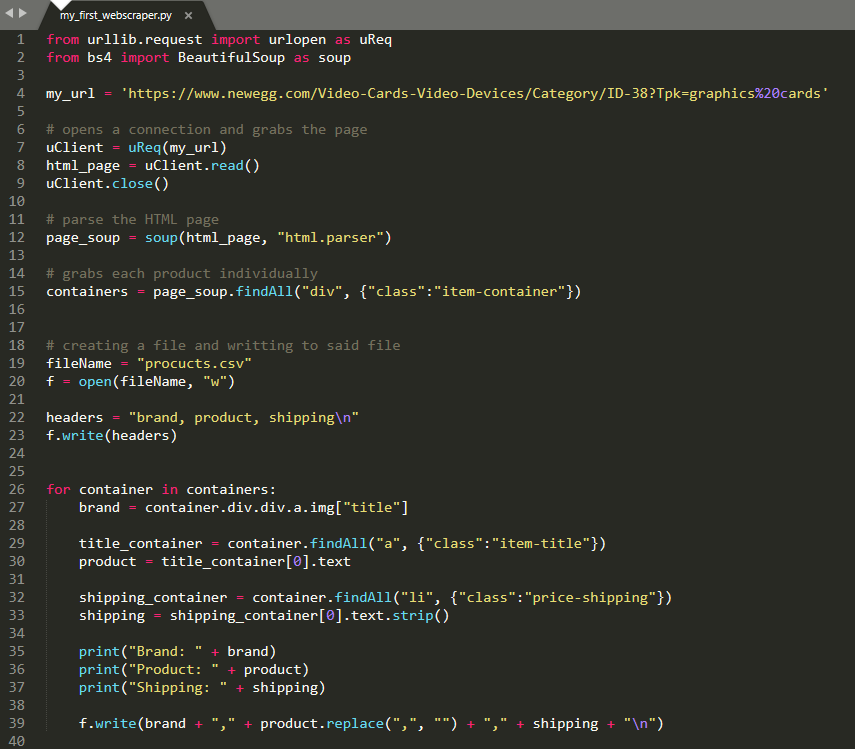 my_first_webscraper.py ×
1 from urllib.request import urlopen as uReq
2 from bs4 import BeautifulSoup as soup
3
4 my_url = 'https://www.newegg.com/Video-Cards-Video-Devices/Category/ID-38?Tpk=graphics%20cards'
5
6 # opens a connection and grabs the page
7 uClient = uReq(my_url)
8 html_page = uClient.read()
9 uClient.close()
10
11 # parse the HTML page
12 page_soup = soup(html_page, "html.parser")
13
14 # grabs each product individually
15 containers = page_soup.findAll("div", {"class":"item-container"})
16
17
18 # creating a file and writting to said file
19 fileName = "procucts.csv"
20 f = open(fileName, "w")
21
22 headers = "brand, product, shipping\n"
23 f.write(headers)
24
25
26 for container in containers:
27     brand = container.div.div.a.img["title"]
28
29     title_container = container.findAll("a", {"class":"item-title"})
30     product = title_container[0].text
31
32     shipping_container = container.findAll("li", {"class":"price-shipping"})
33     shipping = shipping_container[0].text.strip()
34
35     print("Brand: " + brand)
36     print("Product: " + product)
37     print("Shipping: " + shipping)
38
39     f.write(brand + "," + product.replace(",", "") + "," + shipping + "\n")
40